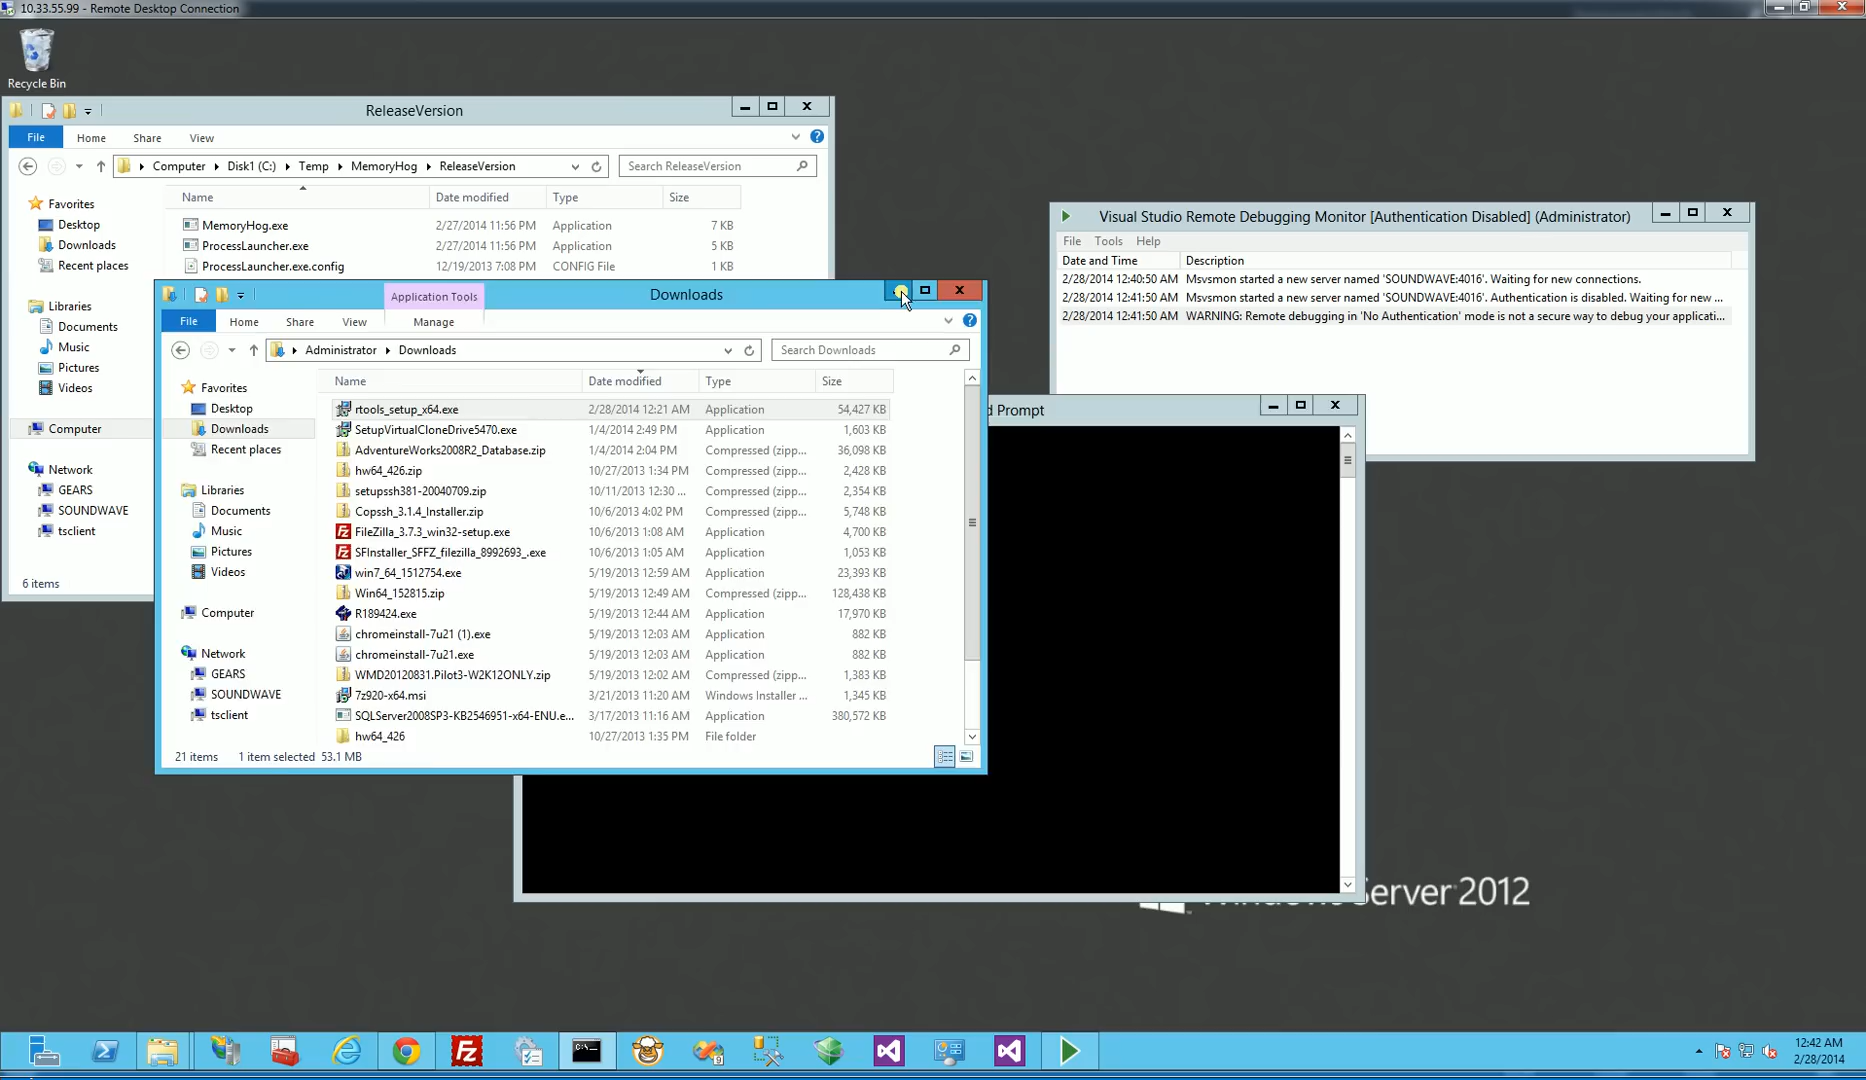 10.33.55.99 - Remote Desktop Connection
Recycle Bin
ReleaseVersion
File Home Share View
Computer Disk1 (C:) Temp MemoryHog ReleaseVersion
Search ReleaseVersion
Name Date modified Type Size
Favorites
Desktop
Downloads
Recent places
Libraries
Documents
Music
Pictures
Videos
Computer
Network
GEARS
SOUNDWAVE
tsclient
6 items
MemoryHog.exe 2/27/2014 11:56 PM Application 7 KB
ProcessLauncher.exe 2/27/2014 11:56 PM Application 5 KB
ProcessLauncher.exe.config 12/19/2013 7:08 PM CONFIG File 1 KB
Application Tools
Downloads
File Home Share View Manage
Administrator Downloads
Search Downloads
Name Date modified Type Size
Favorites
Desktop
Downloads
Recent places
Libraries
Documents
Music
Pictures
Videos
Computer
Network
GEARS
SOUNDWAVE
tsclient
rtools_setup_x64.exe 2/28/2014 12:21 AM Application 54,427 KB
SetupVirtualCloneDrive5470.exe 1/4/2014 2:49 PM Application 1,603 KB
AdventureWorks2008R2_Database.zip 1/4/2014 2:04 PM Compressed (zipp... 36,098 KB
hw64_426.zip 10/27/2013 1:34 PM Compressed (zipp... 2,428 KB
setupssh381-20040709.zip 10/11/2013 12:30 ... Compressed (zipp... 2,354 KB
Copssh_3.1.4_Installer.zip 10/6/2013 4:02 PM Compressed (zipp... 5,748 KB
FileZilla_3.7.3_win32-setup.exe 10/6/2013 1:08 AM Application 4,700 KB
SFInstaller_SFFZ_filezilla_8992693_.exe 10/6/2013 1:05 AM Application 1,053 KB
win7_64_1512754.exe 5/19/2013 12:59 AM Application 23,393 KB
Win64_152815.zip 5/19/2013 12:49 AM Compressed (zipp... 128,438 KB
R189424.exe 5/19/2013 12:44 AM Application 17,970 KB
chromeinstall-7u21 (1).exe 5/19/2013 12:03 AM Application 882 KB
chromeinstall-7u21.exe 5/19/2013 12:03 AM Application 882 KB
WMD20120831.Pilot3-W2K12ONLY.zip 5/19/2013 12:02 AM Compressed (zipp... 1,383 KB
7z920-x64.msi 3/21/2013 11:20 AM Windows Installer ... 1,345 KB
SQLServer2008SP3-KB2546951-x64-ENU.e... 3/17/2013 11:16 AM Application 380,572 KB
hw64_426 10/27/2013 1:35 PM File folder
21 items 1 item selected 53.1 MB
Visual Studio Remote Debugging Monitor [Authentication Disabled] (Administrator)
File Tools Help
Date and Time Description
2/28/2014 12:40:50 AM Msvsmon started a new server named 'SOUNDWAVE:4016'. Waiting for new connections.
2/28/2014 12:41:50 AM Msvsmon started a new server named 'SOUNDWAVE:4016'. Authentication is disabled. Waiting for new ...
2/28/2014 12:41:50 AM WARNING: Remote debugging in 'No Authentication' mode is not a secure way to debug your applicati...
d Prompt
Server 2012
12:42 AM
2/28/2014